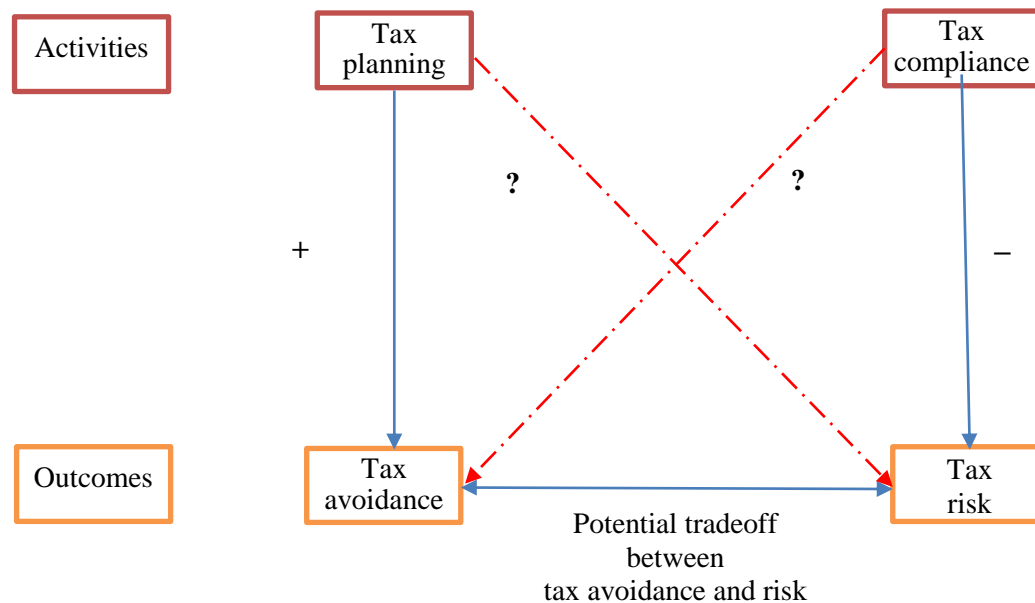 Activities
Tax
planning
Tax
compliance
?
?
+
–
Outcomes
Tax
avoidance
Tax
risk
Potential tradeoff
between
tax avoidance and risk